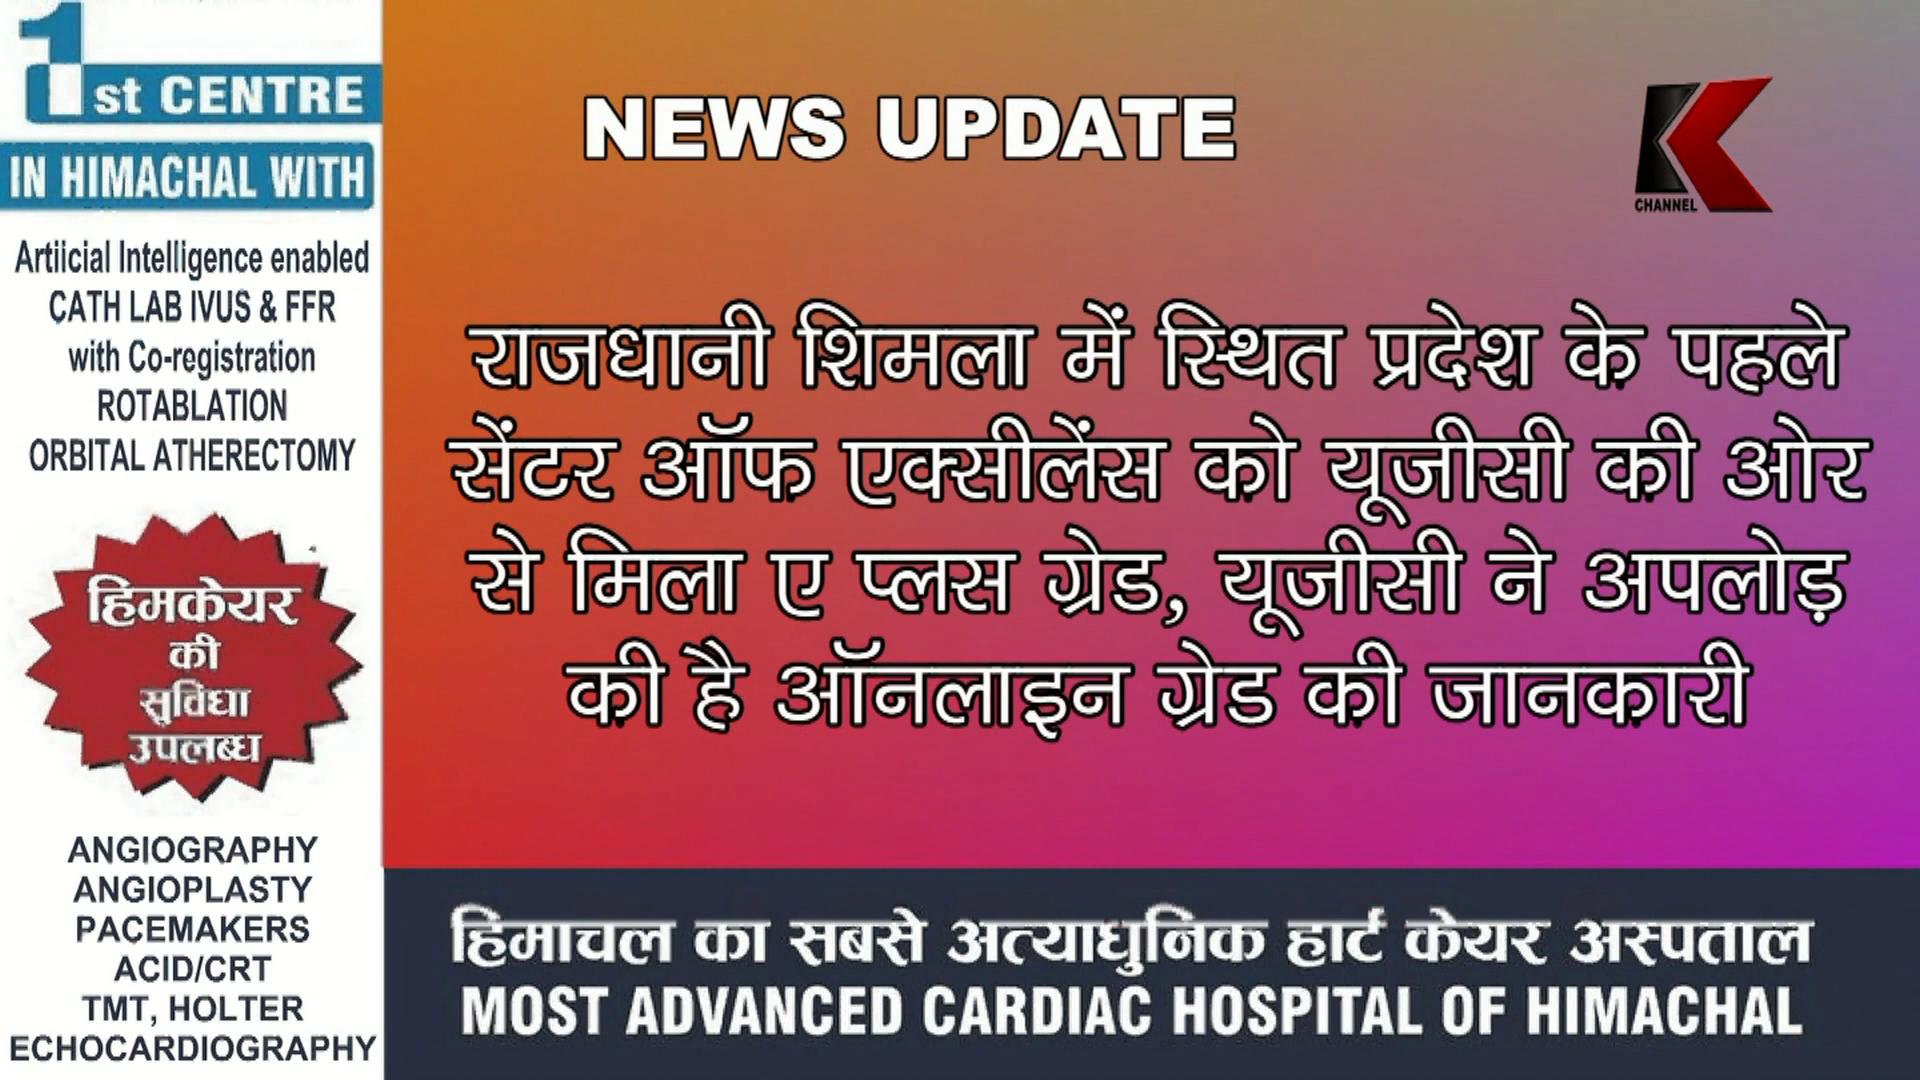 1st CENTRE
IN HIMACHAL WITH
Artiicial Intelligence enabled
CATH LAB IVUS & FFR
with Co-registration
ROTABLATION
ORBITAL ATHERECTOMY
हिमकेयर
की
सुविधा
उपलब्ध
ANGIOGRAPHY
ANGIOPLASTY
PACEMAKERS
ACID/CRT
TMT, HOLTER
ECHOCARDIOGRAPHY
NEWS UPDATE
K
CHANNEL
राजधानी शिमला में स्थित प्रदेश के पहले
सेंटर ऑफ एक्सीलेंस को यूजीसी की ओर
से मिला ए प्लस ग्रेड, यूजीसी ने अपलोड़
की है ऑनलाइन ग्रेड की जानकारी
हिमाचल का सबसे अत्याधुनिक हार्ट केयर अस्पताल
MOST ADVANCED CARDIAC HOSPITAL OF HIMACHAL